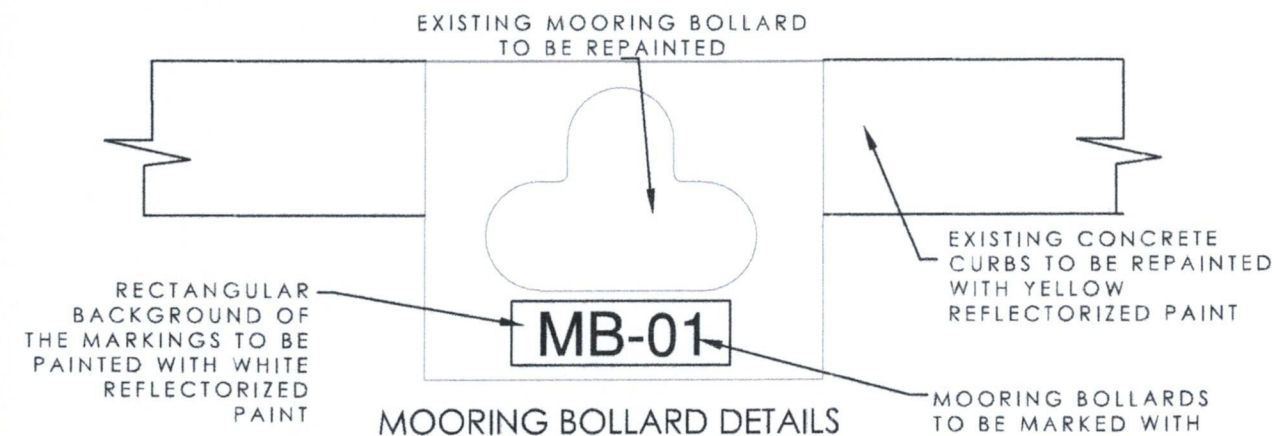 EXISTING MOORING BOLLARD
TO BE REPAINTED
EXISTING CONCRETE
CURBS TO BE REPAINTED
WITH YELLOW
REFLECTORIZED PAINT
RECTANGULAR
BACKGROUND OF
THE MARKINGS TO BE
PAINTED WITH WHITE
REFLECTORIZED
PAINT
MB-01
MOORING BOLLARDS
TO BE MARKED WITH
MOORING BOLLARD DETAILS